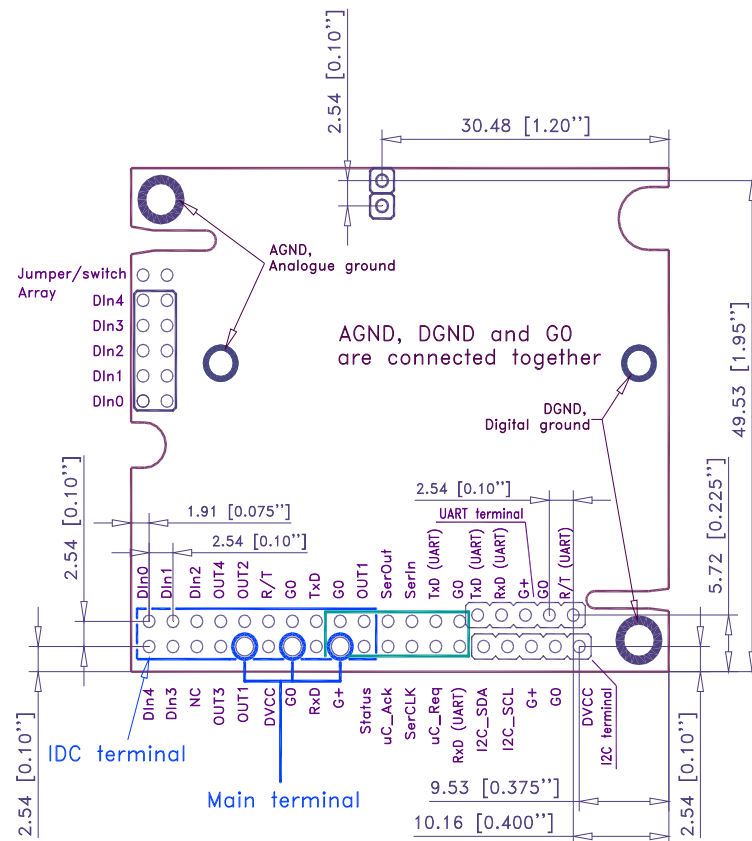 2.54 [0.10’’]
30.48 [1.20’’]
AGND,
Analogue ground
Jumper/switch
Array
DIn4
DIn3
DIn2
DIn1
DIn0
AGND, DGND and G0
are connected together
DGND,
Digital ground
49.53 [1.95’’]
2.54 [0.10’’]
1.91 [0.075’’]
2.54 [0.10’’]
2.54 [0.10’’]
UART terminal
5.72 [0.225’’]
DIn0
DIn1
DIn2
OUT4
OUT2
R/T
G0
TxD
G0
OUT1
SerOut
SerIn
TxD (UART)
G0
TxD (UART)
RxD (UART)
G+
G0
R/T (UART)
DIn4
DIn3
NC
OUT3
OUT1
DVCC
G0
RxD
G+
Status
uC_Ack
SerCLK
uC_Req
RxD (UART)
I2C_SDA
I2C_SCL
G+
G0
DVCC
I2C terminal
IDC terminal
Main terminal
2.54 [0.10’’]
9.53 [0.375’’]
10.16 [0.400’’]
2.54 [0.10’’]